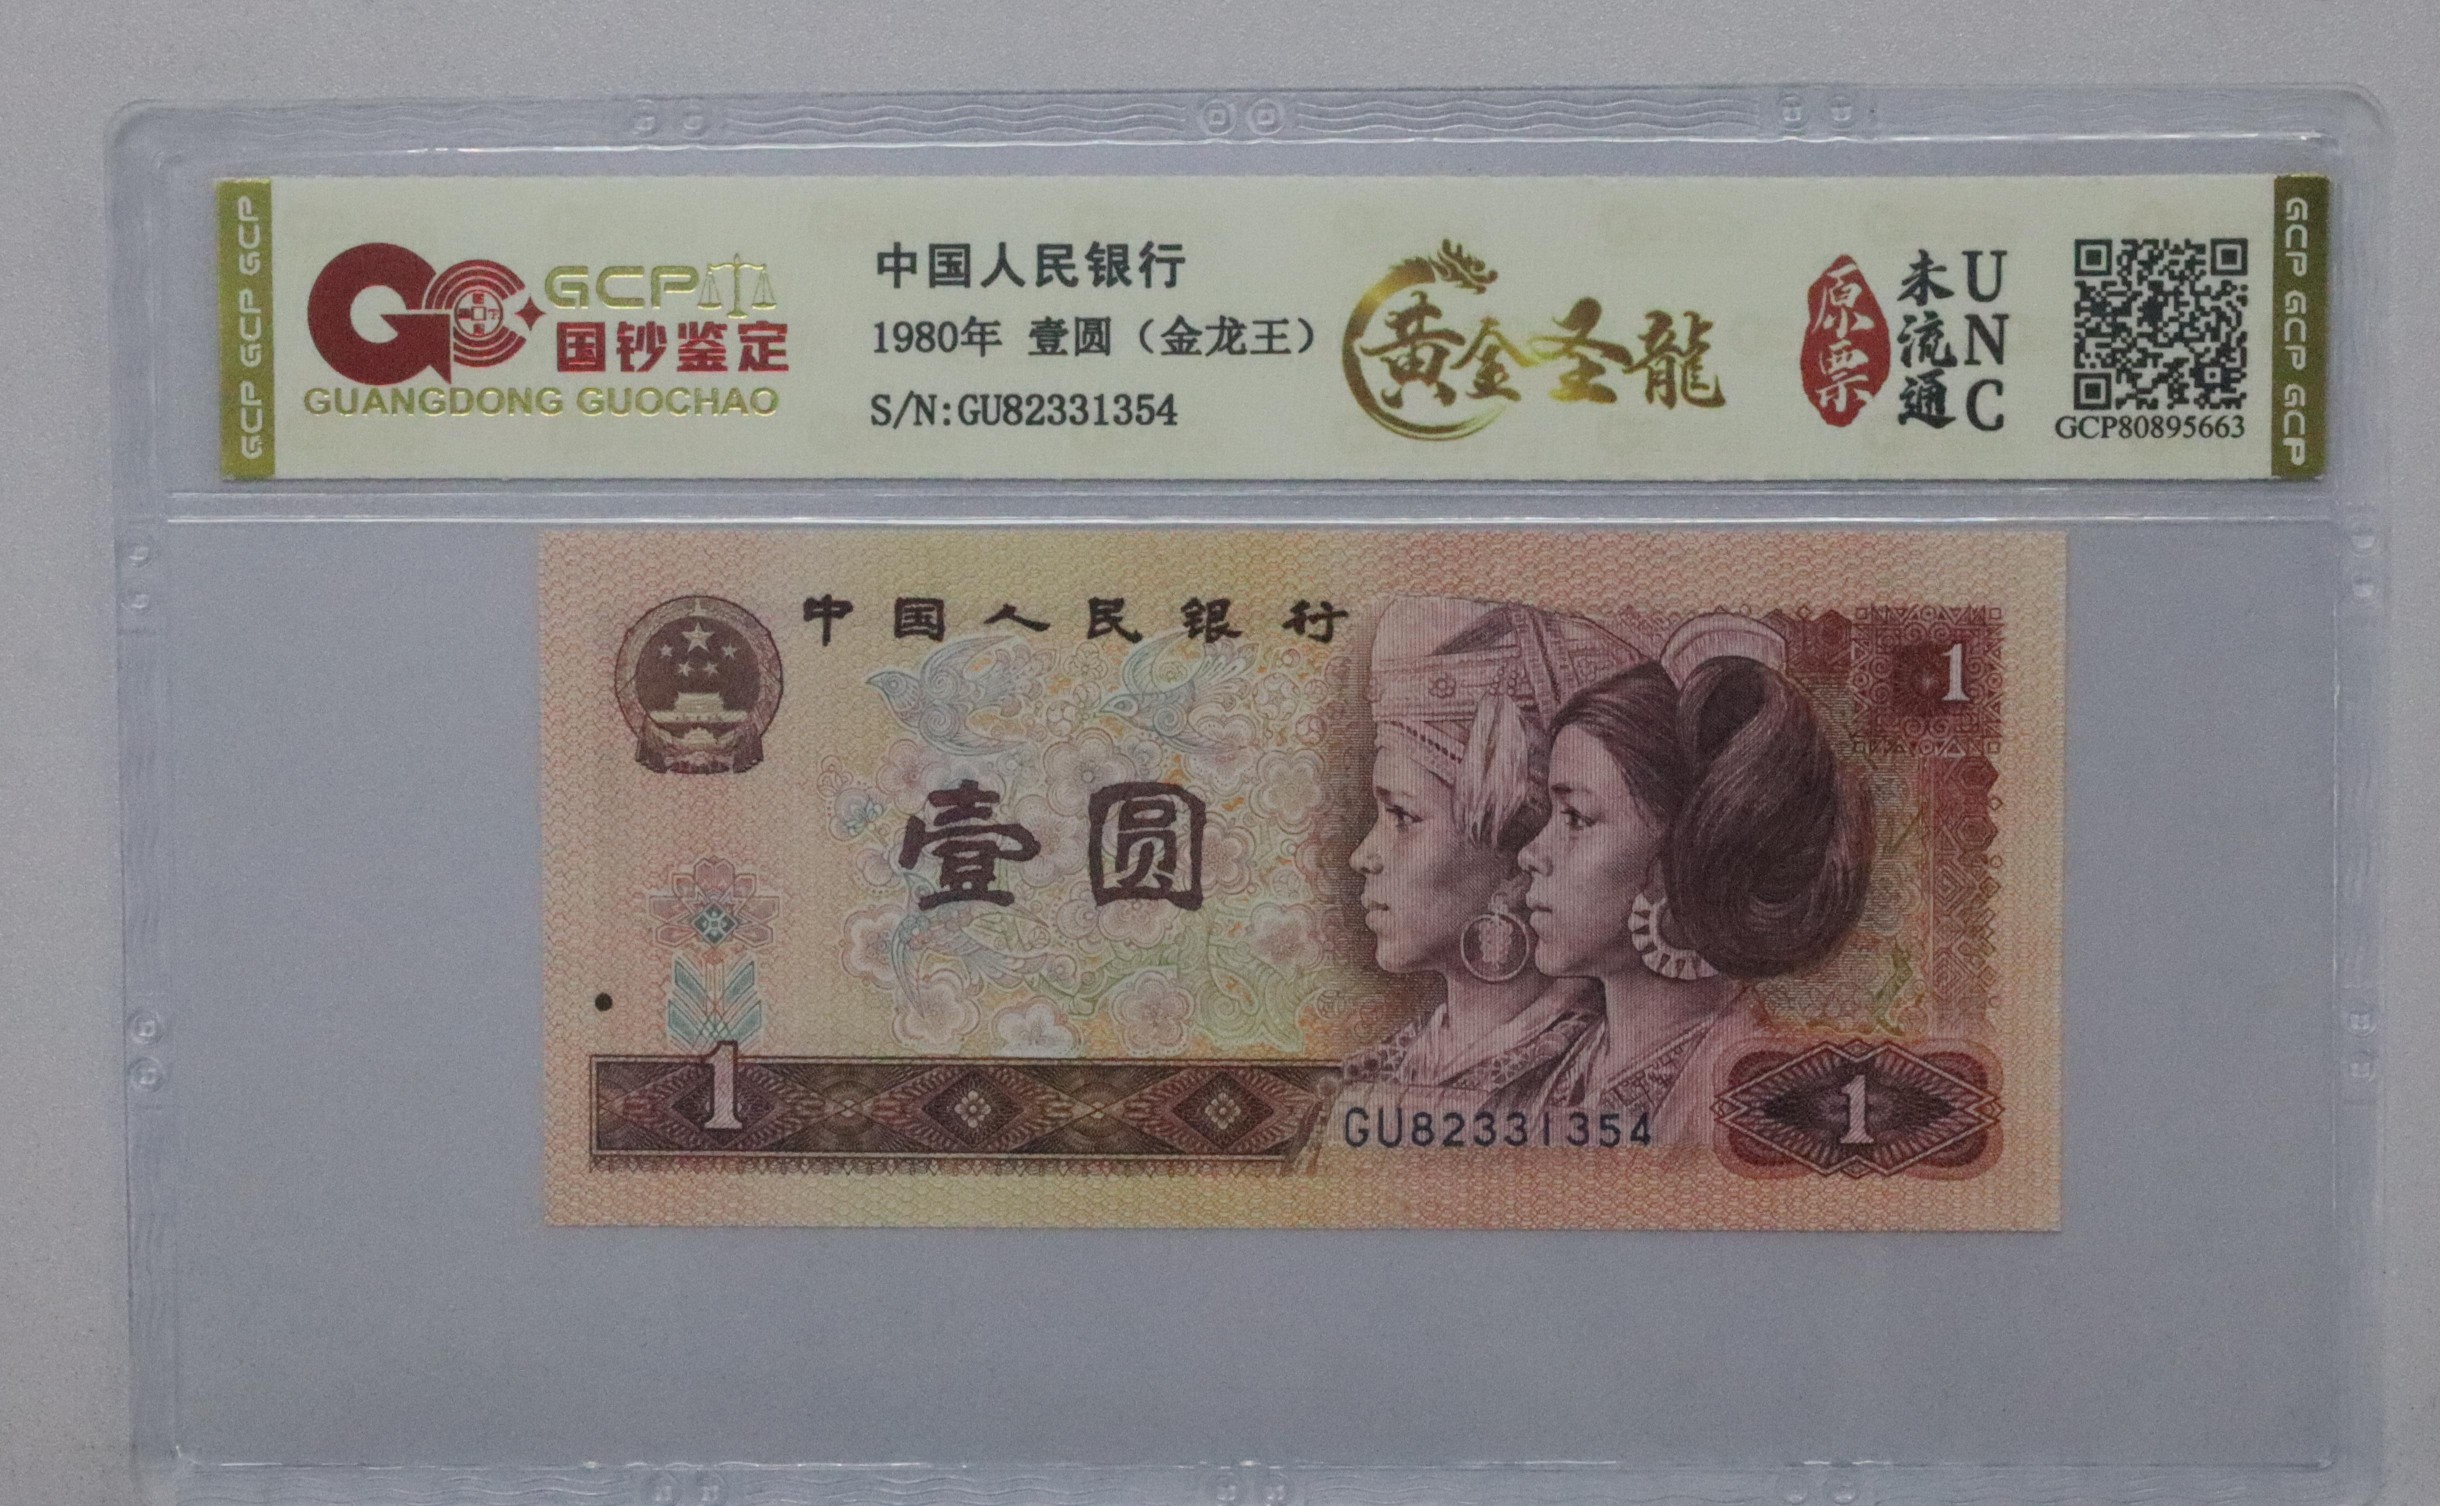 GCP GCP GCP
GCP
国钞鉴定
GUANGDONG GUOCHAO
中国人民银行
1980年 壹圆（金龙王）
S/N:GU82331354
黄金圣龍
原票
未流通
UNC
GCP80895663
GCP GCP GCP
中国人民银行
1
壹圆
1
GU82331354
1